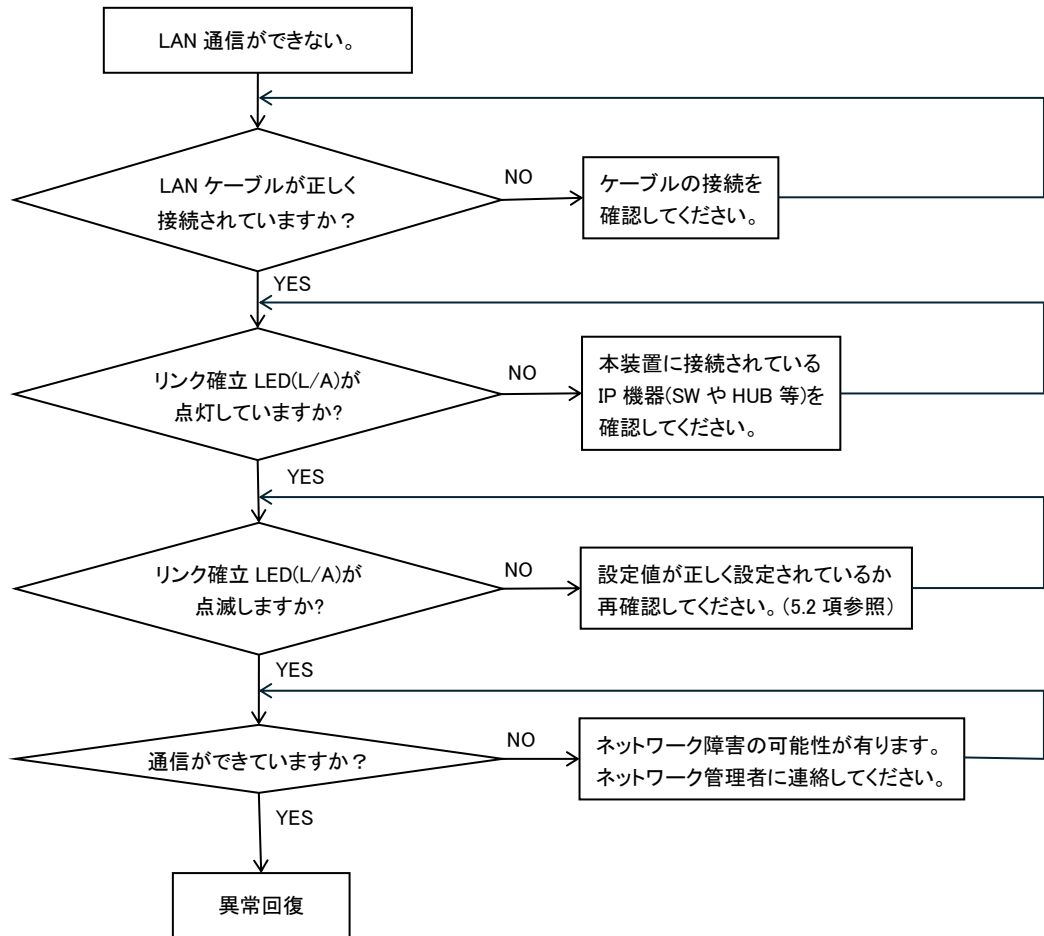 LAN 通信ができない。
LAN ケーブルが正しく
接続されていますか？
NO
ケーブルの接続を
確認してください。
YES
リンク確立 LED(L/A)が
点灯していますか?
NO
本装置に接続されている
IP 機器(SW や HUB 等)を
確認してください。
YES
リンク確立 LED(L/A)が
点滅しますか?
NO
設定値が正しく設定されているか
再確認してください。(5.2 項参照)
YES
通信ができていますか？
NO
ネットワーク障害の可能性が有ります。
ネットワーク管理者に連絡してください。
YES
異常回復